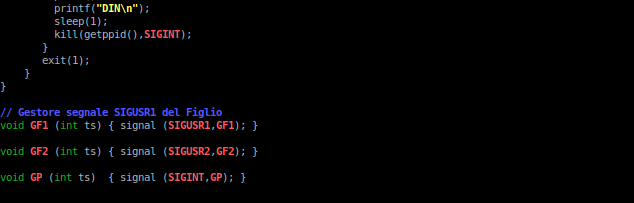 printf("DIN\n");
sleep(1);
kill(getppid(),SIGINT);
}
exit(1);
}
}
// Gestore segnale SIGUSR1 del Figlio
void GF1 (int ts) { signal (SIGUSR1,GF1); }
void GF2 (int ts) { signal (SIGUSR2,GF2); }
void GP (int ts)  { signal (SIGINT,GP); }